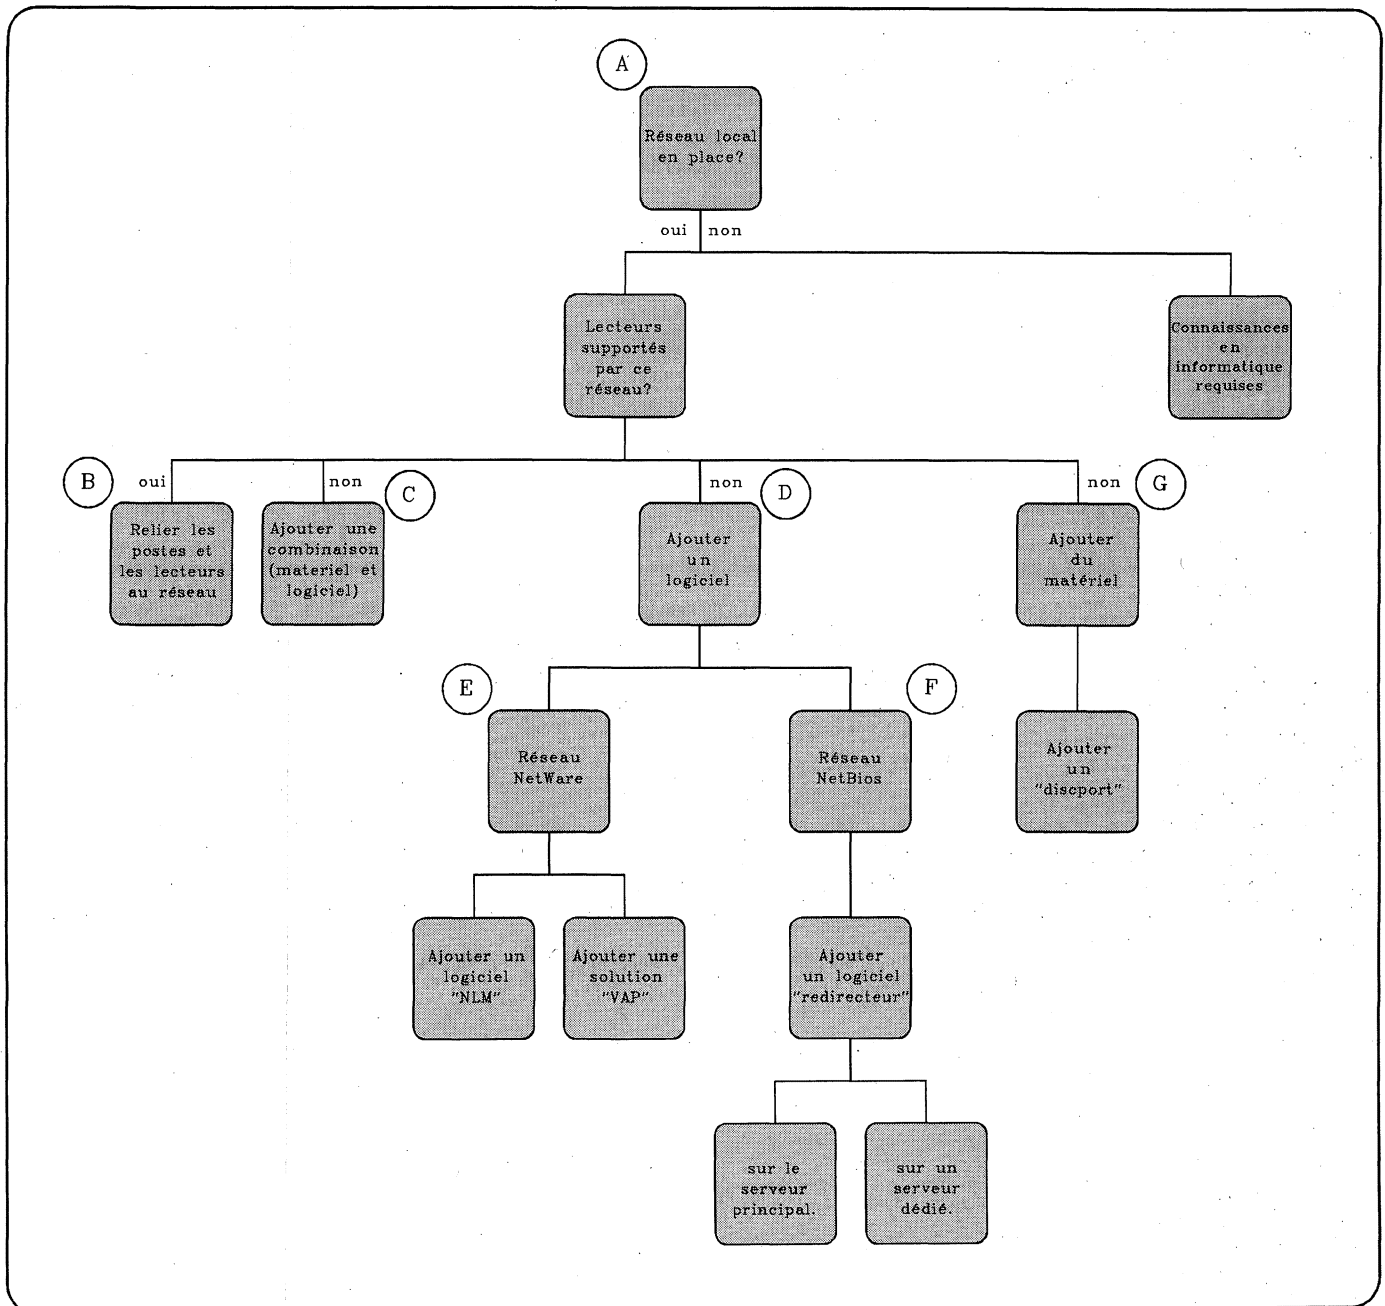 A
Réseau local
en place?
oui non
Lecteurs
supportés
par ce
réseau?
Connaissances
en
informatique
requises
B
oui
non
C
non
D
non
G
Relier les
postes et
les lecteurs
au réseau
Ajouter une
combinaison
(materiel et
logiciel)
Ajouter
un
logiciel
Ajouter
du
matériel
E
F
Réseau
NetWare
Réseau
NetBios
Ajouter
un
"discport"
Ajouter un
logiciel
"NLM"
Ajouter une
solution
"VAP"
Ajouter
un logiciel
"redirecteur"
sur le
serveur
principal.
sur un
serveur
dédié.